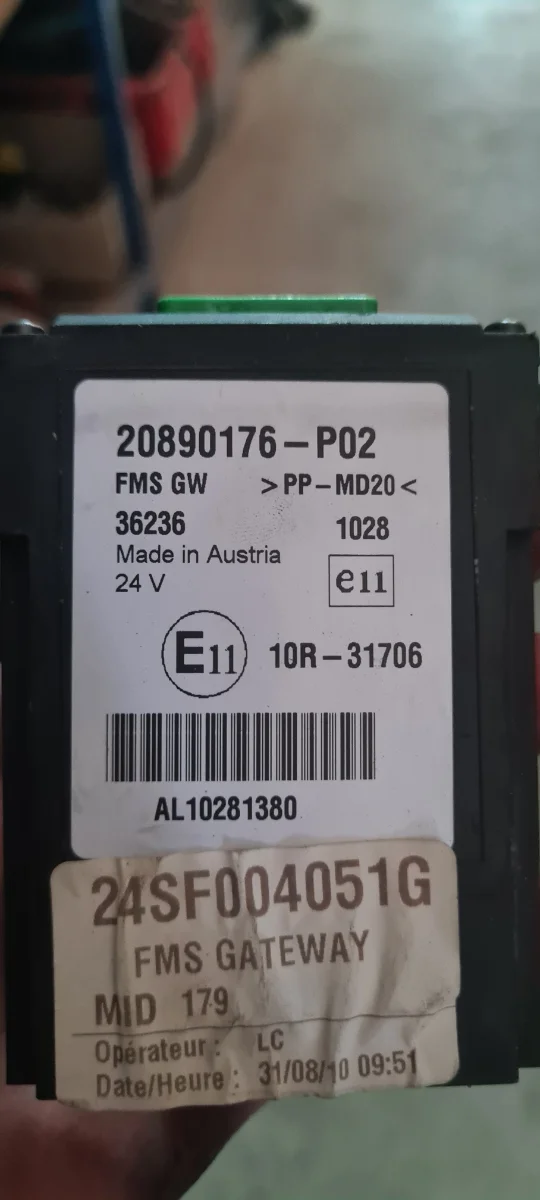 20890176-P02
FMS GW >PP-MD20<
36236 1028
Made in Austria
24 V e11
E11 10R-31706
AL10281380
24SF004051G
FMS GATEWAY
MID 179
Opérateur : LC
Date/Heure : 31/08/10 09:51